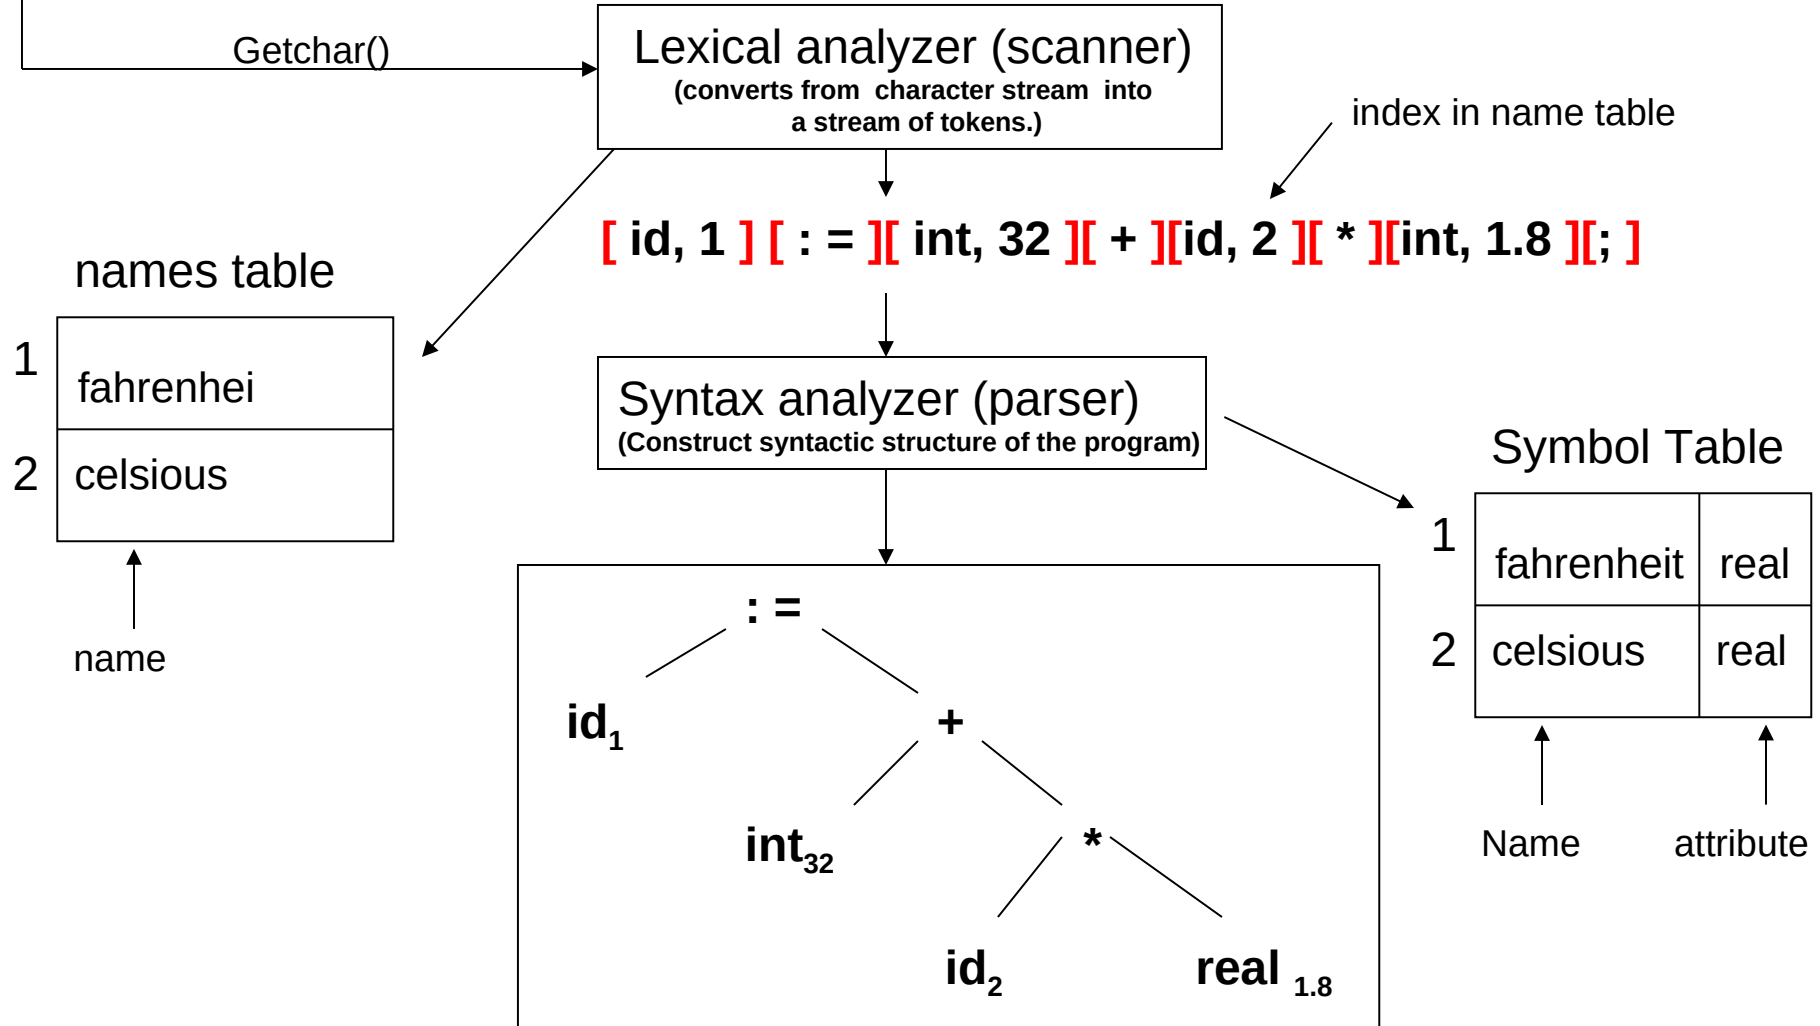 Getchar()
Lexical analyzer (scanner)
(converts from character stream into
a stream of tokens.)
index in name table
[ id, 1 ] [ : = ][ int, 32 ][ + ][id, 2 ][ * ][int, 1.8 ][; ]
names table
1
fahrenhei
2
celsious
name
Syntax analyzer (parser)
(Construct syntactic structure of the program)
Symbol Table
1
fahrenheit real
2
celsious real
Name attribute
: =
id1
+
int32
*
id2
real 1.8